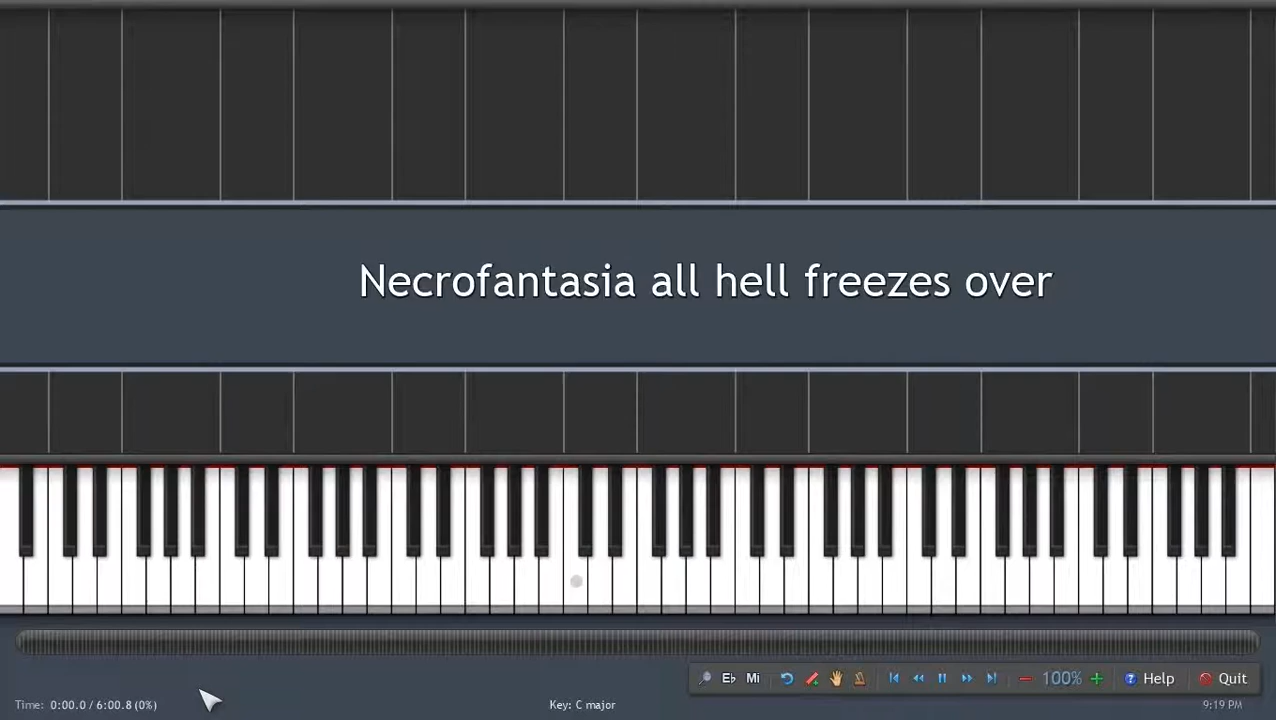 Necrofantasia all hell freezes over
E♭ Mi 100% Help Quit
Time: 0:00.0 / 6:00.8 (0%) Key: C major 9:19 PM